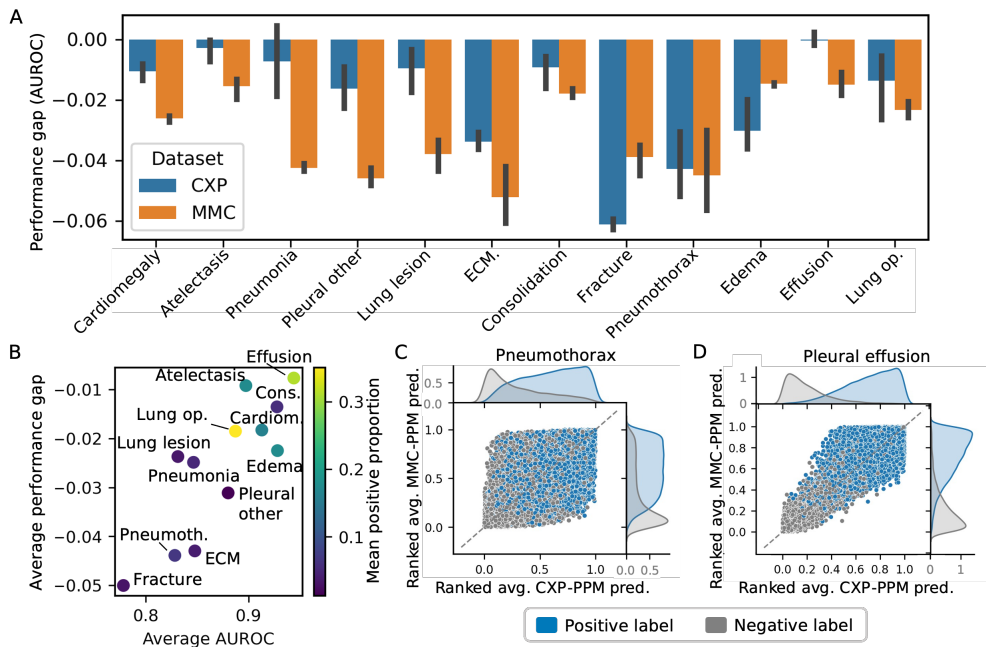 A
Performance gap (AUROC)
0.00
−0.02
−0.04
−0.06
Dataset
CXP
MMC
Cardiomegaly
Atelectasis
Pneumonia
Pleural other
Lung lesion
ECM.
Consolidation
Fracture
Pneumothorax
Edema
Effusion
Lung op.
B
Average performance gap
−0.01
−0.02
−0.03
−0.04
−0.05
Effusion
Atelectasis
Cons.
Lung op.
Cardiom.
Lung lesion
Edema
Pneumonia
Pleural
other
Pneumoth.
ECM
Fracture
0.8
0.9
Average AUROC
0.3
0.2
0.1
Mean positive proportion
C
Pneumothorax
0.5
0.0
Ranked avg. MMC-PPM pred.
1.0
0.5
0.0
0.0
0.5
1.0
0.0 0.5
Ranked avg. CXP-PPM pred.
D
Pleural effusion
1
0
Ranked avg. MMC-PPM pred.
1.0
0.8
0.6
0.4
0.2
0.0
0.0 0.2 0.4 0.6 0.8 1.0
0 1
Ranked avg. CXP-PPM pred.
Positive label
Negative label